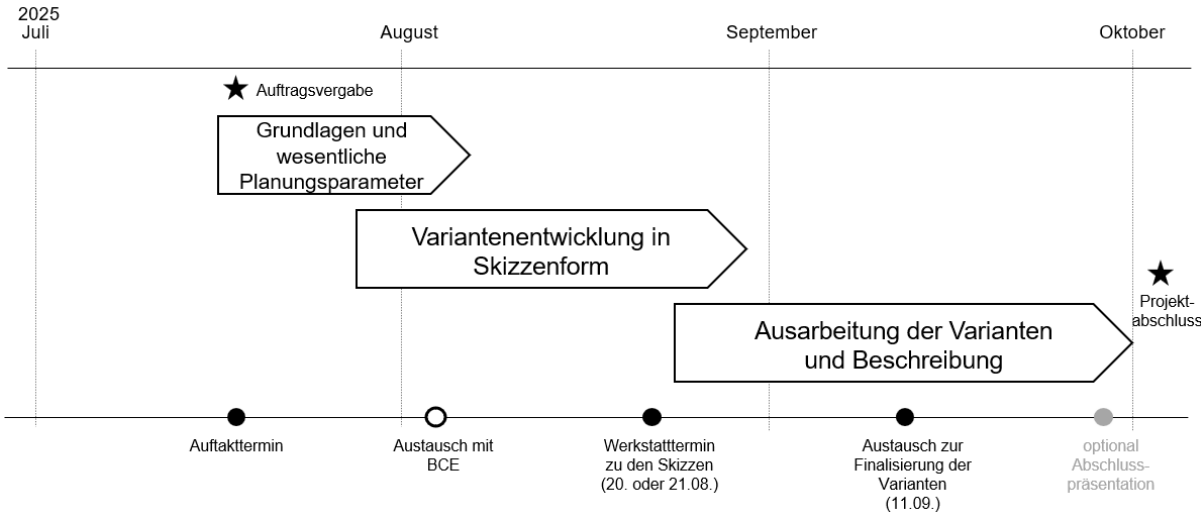 2025
Juli
August
September
Oktober
Auftragsvergabe
Grundlagen und
wesentliche
Planungsparameter
Variantenentwicklung in
Skizzenform
Projekt-
abschluss
Ausarbeitung der Varianten
und Beschreibung
Auftakttermin
Austausch mit
BCE
Werkstatttermin
zu den Skizzen
(20. oder 21.08.)
Austausch zur
Finalisierung der
Varianten
(11.09.)
optional
Abschluss-
präsentation